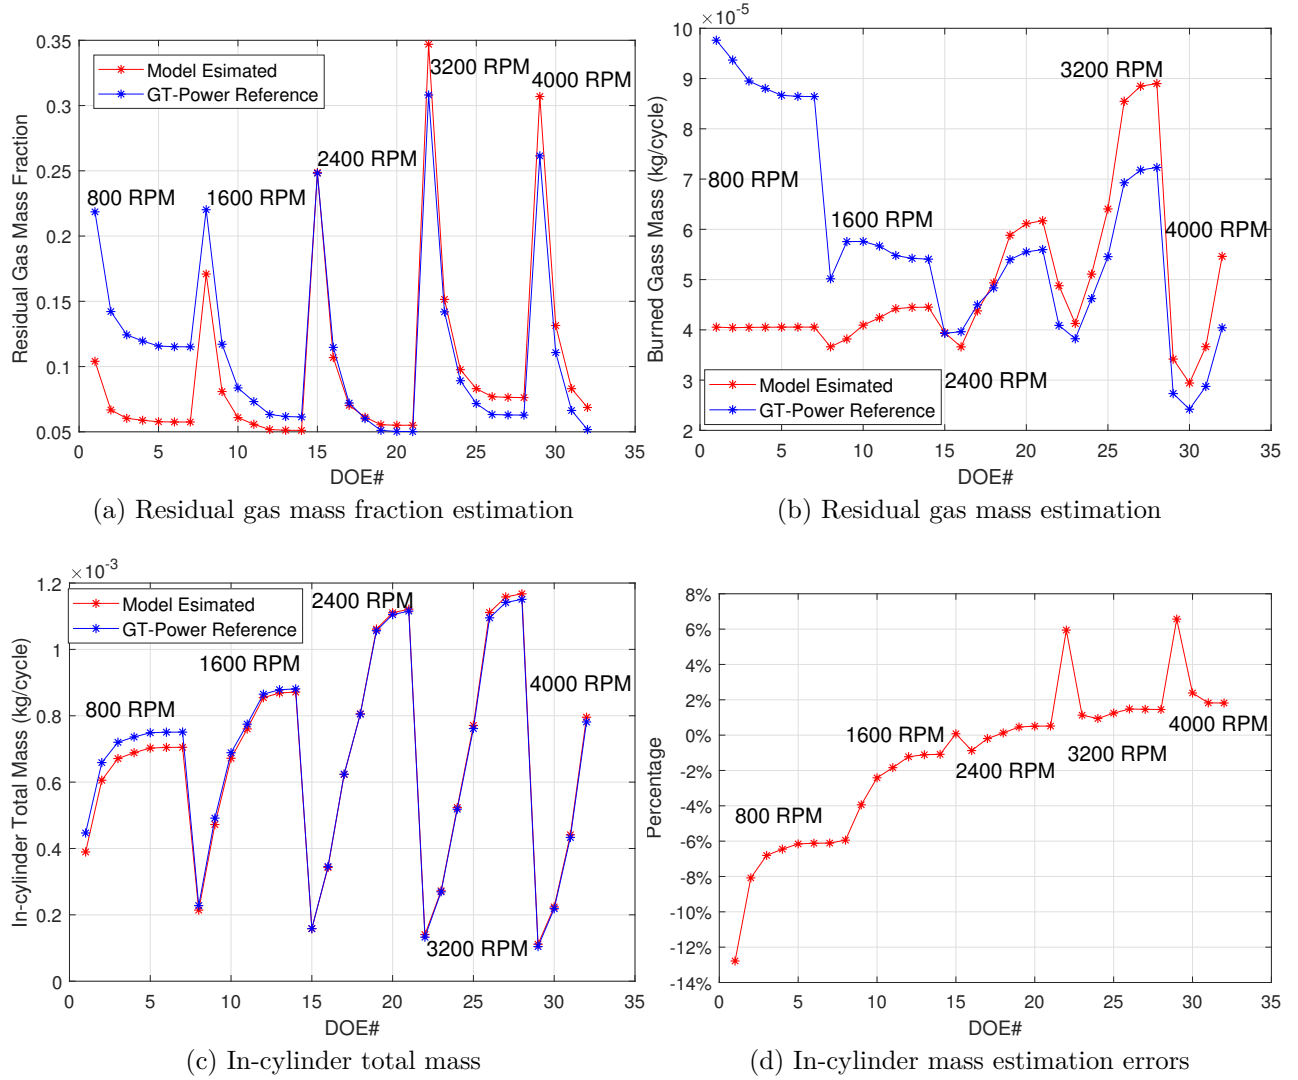 0.35
0.3
0.25
0.2
0.15
0.1
0.05
0 5 10 15 20 25 30 35
Residual Gas Mass Fraction
DOE#
Model Esimated
GT-Power Reference
800 RPM
1600 RPM
2400 RPM
3200 RPM
4000 RPM
(a) Residual gas mass fraction estimation
×10-5
10
9
8
7
6
5
4
3
2
0 5 10 15 20 25 30 35
Burned Gass Mass (kg/cycle)
DOE#
800 RPM
1600 RPM
2400 RPM
3200 RPM
4000 RPM
Model Esimated
GT-Power Reference
(b) Residual gas mass estimation
×10-3
1.2
1
0.8
0.6
0.4
0.2
0
0 5 10 15 20 25 30 35
In-cylinder Total Mass (kg/cycle)
DOE#
Model Esimated
GT-Power Reference
800 RPM
1600 RPM
2400 RPM
3200 RPM
4000 RPM
(c) In-cylinder total mass
8%
6%
4%
2%
0%
-2%
-4%
-6%
-8%
-10%
-12%
-14%
0 5 10 15 20 25 30 35
Percentage
DOE#
800 RPM
1600 RPM
2400 RPM
3200 RPM
4000 RPM
(d) In-cylinder mass estimation errors